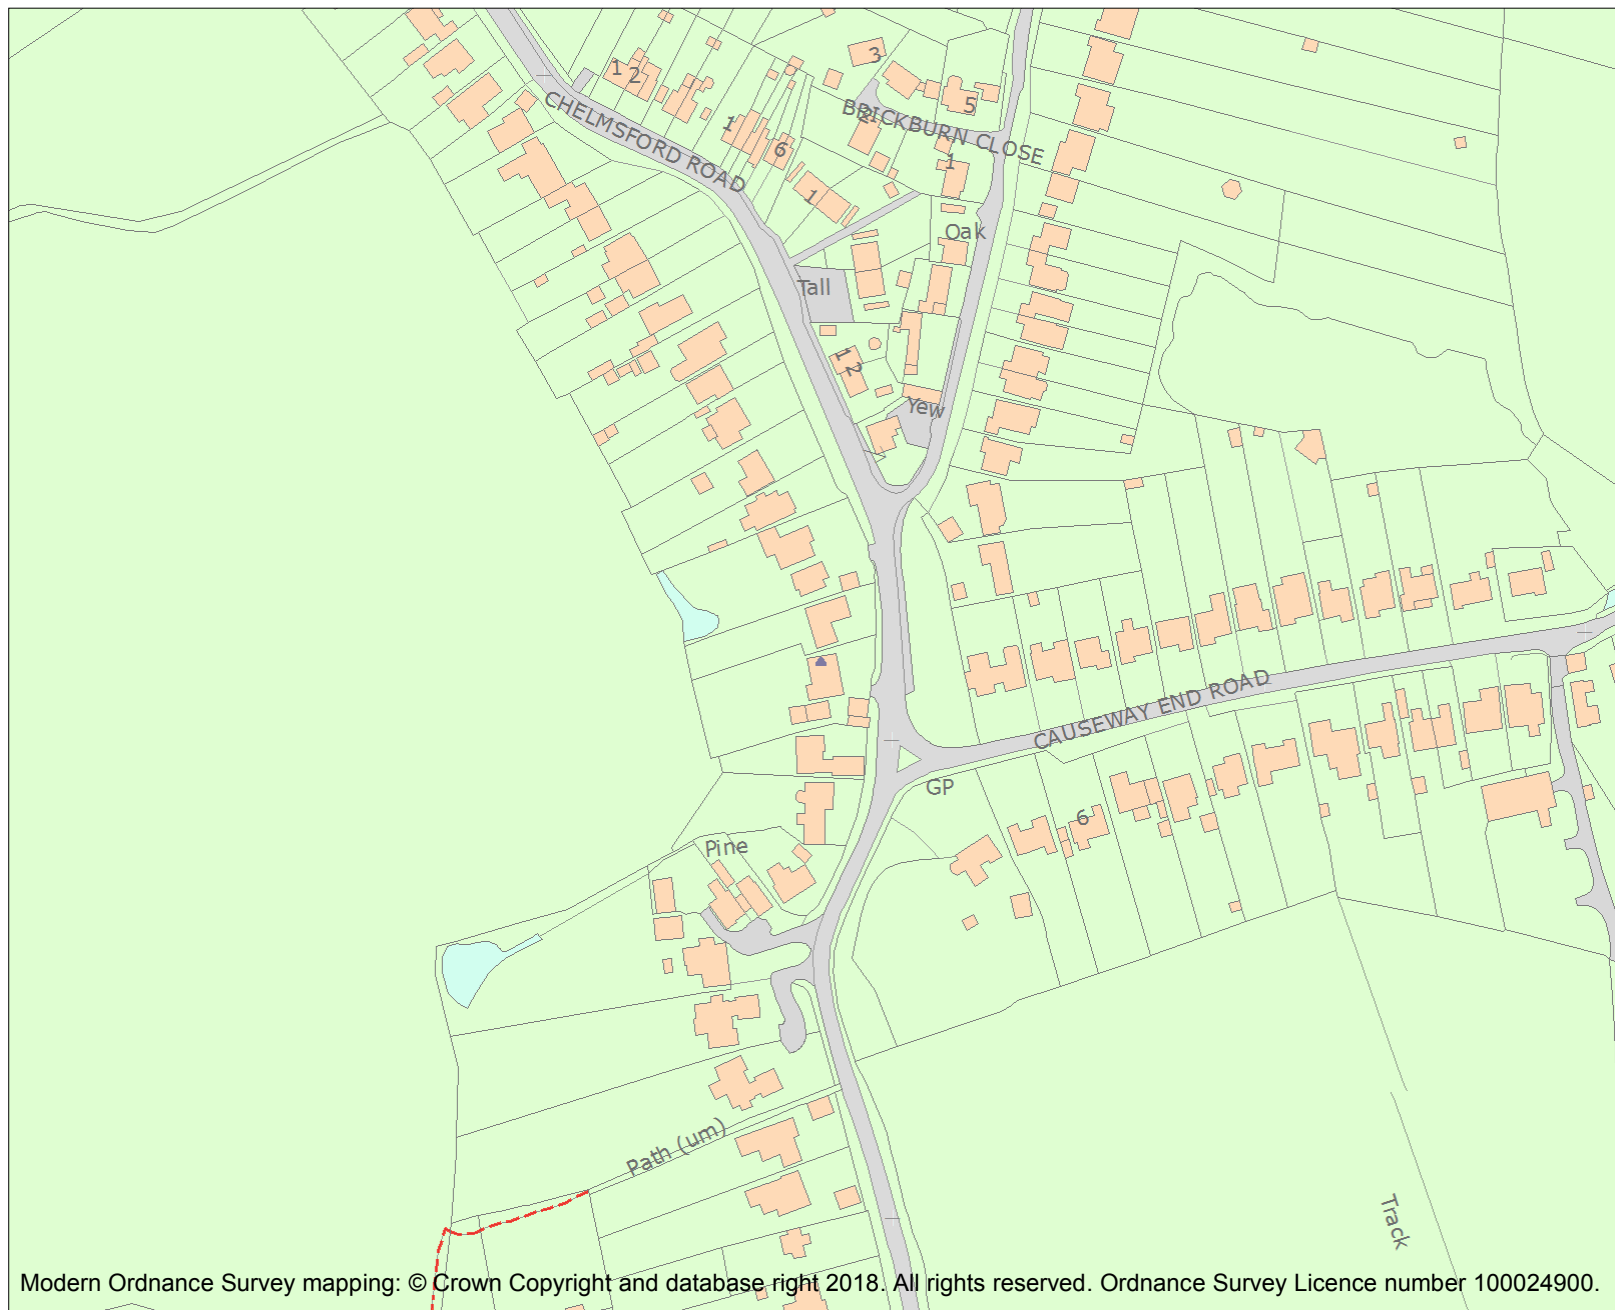 1 2
3
CHELMSFORD ROAD
BRICKBURN CLOSE
5
2
1
6
1
1
Oak
Tall
1 2
Yew
CAUSEWAY END ROAD
GP
6
Pine
Path (um)
Track
Modern Ordnance Survey mapping: © Crown Copyright and database right 2018. All rights reserved. Ordnance Survey Licence number 100024900.